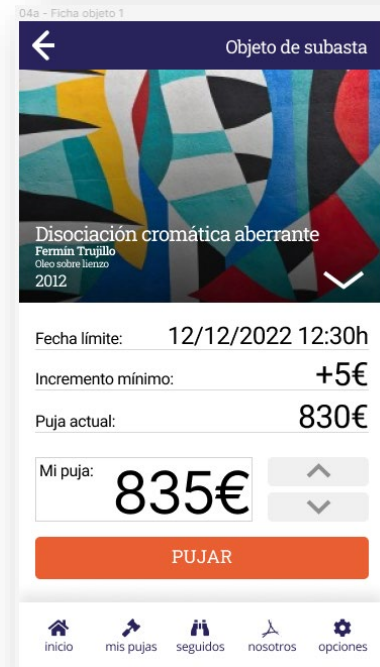 04a - Ficha objeto 1
Objeto de subasta
Disociación cromática aberrante
Fermín Trujillo
Oleo sobre lienzo
2012
Fecha límite: 12/12/2022 12:30h
Incremento mínimo: +5€
Puja actual: 830€
Mi puja: 835€
PUJAR
inicio mis pujas seguidos nosotros opciones